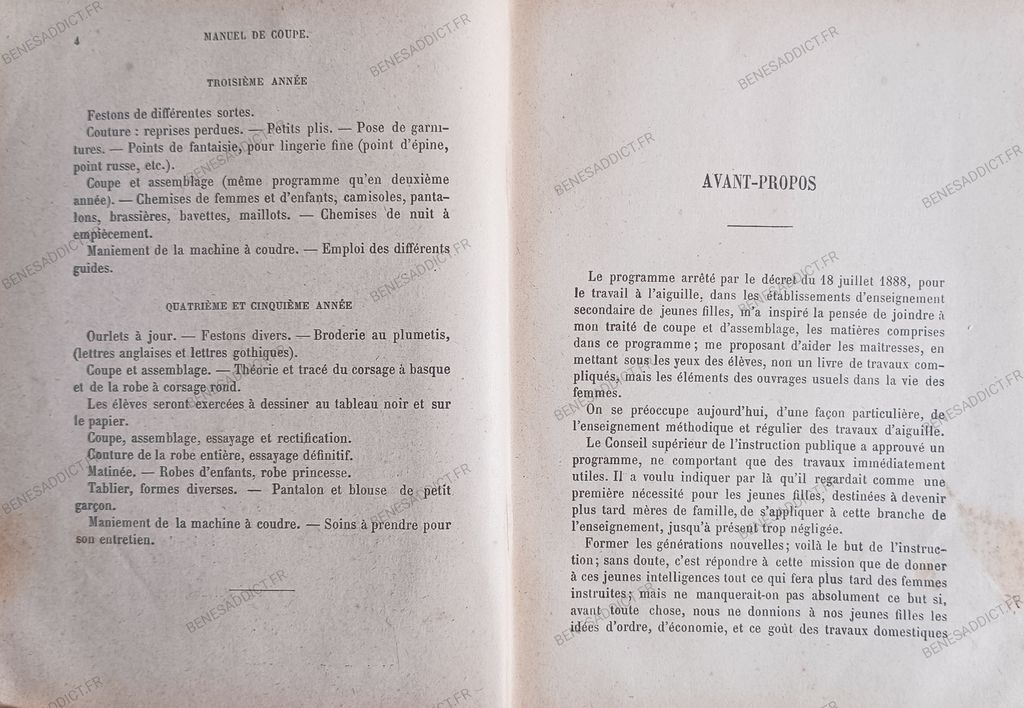 4
MANUEL DE COUPE.
TROISIÈME ANNÉE
Festons de différentes sortes.
Couture : reprises perdues. — Petits plis. — Pose de garni-
tures. — Points de fantaisie, pour lingerie fine (point d'épine,
point russe, etc.).
Coupe et assemblage (même programme qu'en deuxième
année). — Chemises de femmes et d'enfants, camisoles, panta-
lons, brassières, bavettes, maillots. — Chemises de nuit à
empiècement.
Maniement de la machine à coudre. — Emploi des différents
guides.
QUATRIÈME ET CINQUIÈME ANNÉE
Ourlets à jour. — Festons divers. — Broderie au plumetis,
(lettres anglaises et lettres gothiques).
Coupe et assemblage. — Théorie et tracé du corsage à basque
et de la robe à corsage rond.
Les élèves seront exercées à dessiner au tableau noir et sur
le papier.
Coupe, assemblage, essayage et rectification.
Couture de la robe entière, essayage définitif.
Matinée. — Robes d'enfants, robe princesse.
Tablier, formes diverses. — Pantalon et blouse de petit
garçon.
Maniement de la machine à coudre. — Soins à prendre pour
son entretien.
AVANT-PROPOS
Le programme arrêté par le décret du 18 juillet 1888, pour
le travail à l'aiguille, dans les établissements d'enseignement
secondaire de jeunes filles, m'a inspiré la pensée de joindre à
mon traité de coupe et d'assemblage, les matières comprises
dans ce programme ; me proposant d'aider les maîtresses, en
mettant sous les yeux des élèves, non un livre de travaux com-
pliqués, mais les éléments des ouvrages usuels dans la vie des
femmes.
On se préoccupe aujourd'hui, d'une façon particulière, de
l'enseignement méthodique et régulier des travaux d'aiguille.
Le Conseil supérieur de l'instruction publique a approuvé un
programme, ne comportant que des travaux immédiatement
utiles. Il a voulu indiquer par là qu'il regardait comme une
première nécessité pour les jeunes filles, destinées à devenir
plus tard mères de famille, de s'appliquer à cette branche de
l'enseignement, jusqu'à présent trop négligée.
Former les générations nouvelles ; voilà le but de l'instruc-
tion ; sans doute, c'est répondre à cette mission que de donner
à ces jeunes intelligences tout ce qui fera plus tard des femmes
instruites ; mais ne manquerait-on pas absolument ce but si,
avant toute chose, nous ne donnions à nos jeunes filles les
idées d'ordre, d'économie, et ce goût des travaux domestiques
BENESADDICT.FR